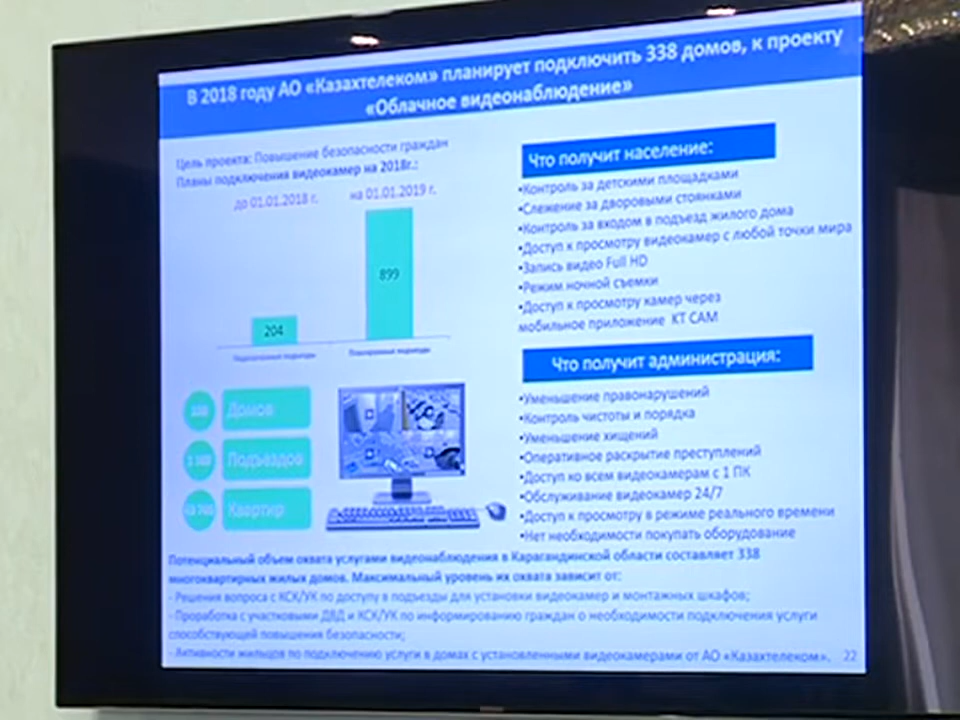 В 2018 году АО «Казахтелеком» планирует подключить 338 домов, к проекту
«Облачное видеонаблюдение»
Цель проекта: Повышение безопасности граждан
Планы подключения видеокамер на 2018г.:
до 01.01.2018 г.
на 01.01.2019 г.
899
204
Домов
Подъездов
Квартир
Что получит население:
•Контроль за детскими площадками
•Слежение за дворовыми стоянками
•Контроль за входом в подъезд жилого дома
•Доступ к просмотру видеокамер с любой точки мира
•Запись видео Full HD
•Режим ночной съемки
•Доступ к просмотру камер через
мобильное приложение КТ САМ
Что получит администрация:
•Уменьшение правонарушений
•Контроль чистоты и порядка
•Уменьшение хищений
•Оперативное раскрытие преступлений
•Доступ ко всем видеокамерам с 1 ПК
•Обслуживание видеокамер 24/7
•Доступ к просмотру в режиме реального времени
•Нет необходимости покупать оборудование
Потенциальный объем охвата услугами видеонаблюдения в Карагандинской области составляет 338
многоквартирных жилых домов. Максимальный уровень их охвата зависит от:
- Решения вопроса с КСК/УК по доступу в подъезды для установки видеокамер и монтажных шкафов;
- Проработка с участковыми ДВД и КСК/УК по информированию граждан о необходимости подключения услуги
способствующей повышения безопасности;
- Активности жильцов по подключению услуги в домах с установленными видеокамерами от АО «Казахтелеком».
22